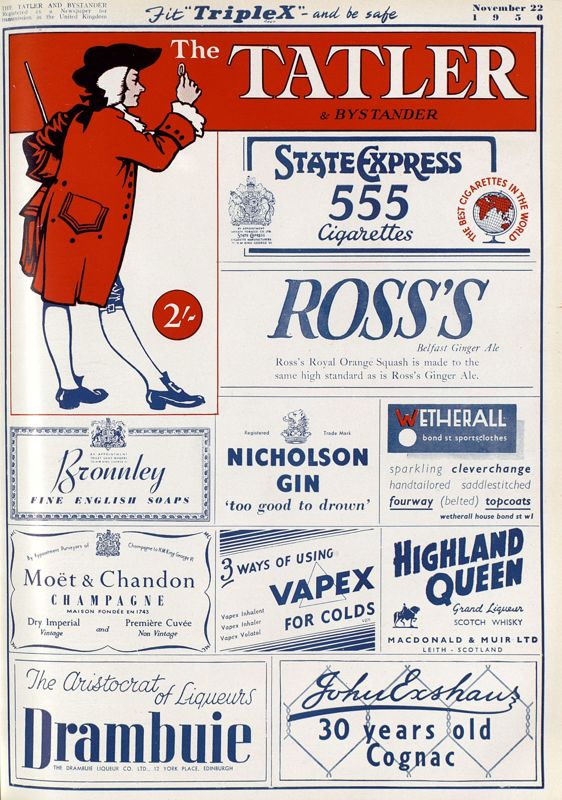 THE TATLER AND BYSTANDER
Registered as a Newspaper for
transmission in the United Kingdom
Fit "TripleX" - and be safe
November 22
1950
The TATLER
& BYSTANDER
2/-
STATE EXPRESS
555
Cigarettes
BY APPOINTMENT
THE BEST CIGARETTES IN THE WORLD
ROSS'S
Belfast Ginger Ale
Ross's Royal Orange Squash is made to the
same high standard as is Ross's Ginger Ale.
Bronnley
FINE ENGLISH SOAPS
Registered Trade Mark
NICHOLSON
GIN
'too good to drown'
WETHERALL
bond st sportsclothes
sparkling cleverchange
handtailored saddlestitched
fourway (belted) topcoats
wetherall house bond st w1
By Appointment Purveyors of Champagne to H.M. King George VI
Moët & Chandon
CHAMPAGNE
MAISON FONDÉE EN 1743
Dry Imperial
Vintage
and
Première Cuvée
Non Vintage
3 WAYS OF USING
VAPEX
FOR COLDS
Vapex Inhalent
Vapex Inhaler
Vapex Volatol
HIGHLAND
QUEEN
Grand Liqueur
SCOTCH WHISKY
MACDONALD & MUIR LTD
LEITH - SCOTLAND
The Aristocrat
of Liqueurs
Drambuie
THE DRAMBUIE LIQUEUR CO. LTD., 12 YORK PLACE, EDINBURGH
John Exshaw
30 years old
Cognac